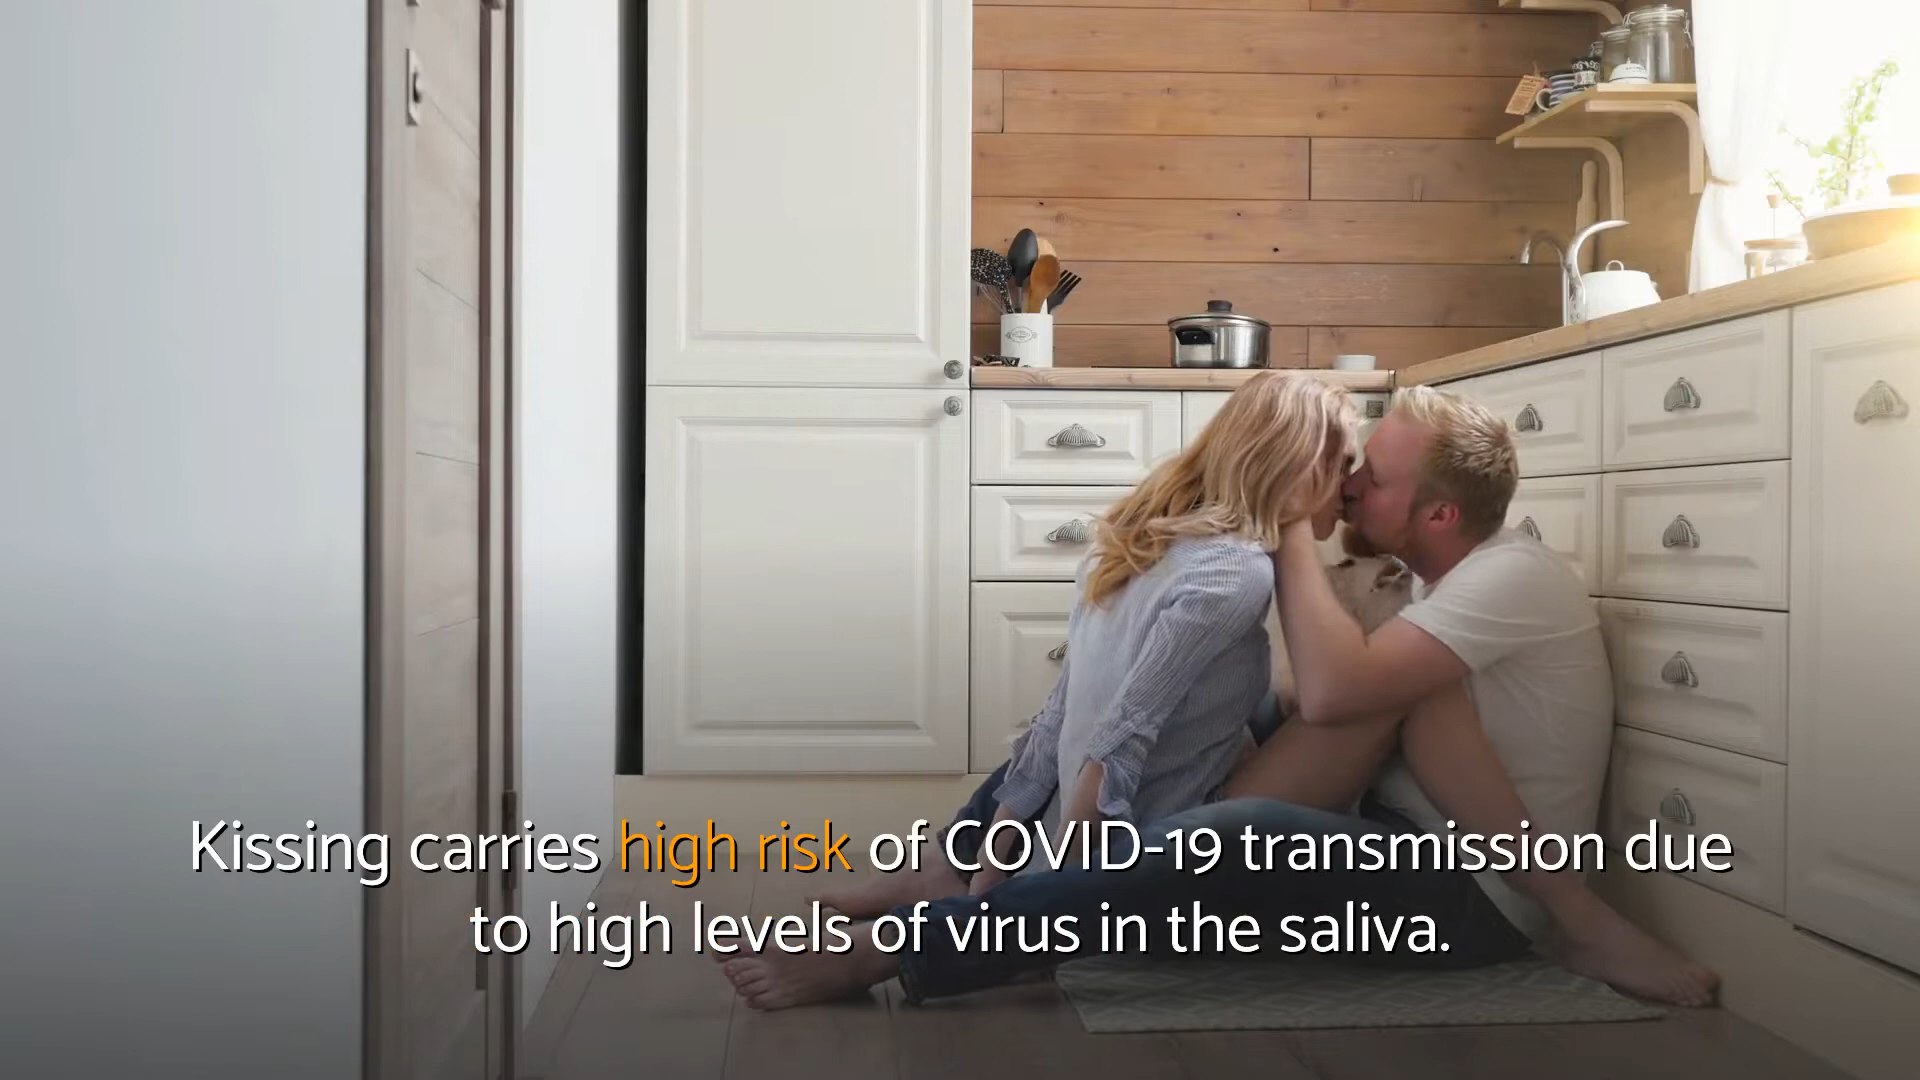 Kissing carries high risk of COVID-19 transmission due
to high levels of virus in the saliva.